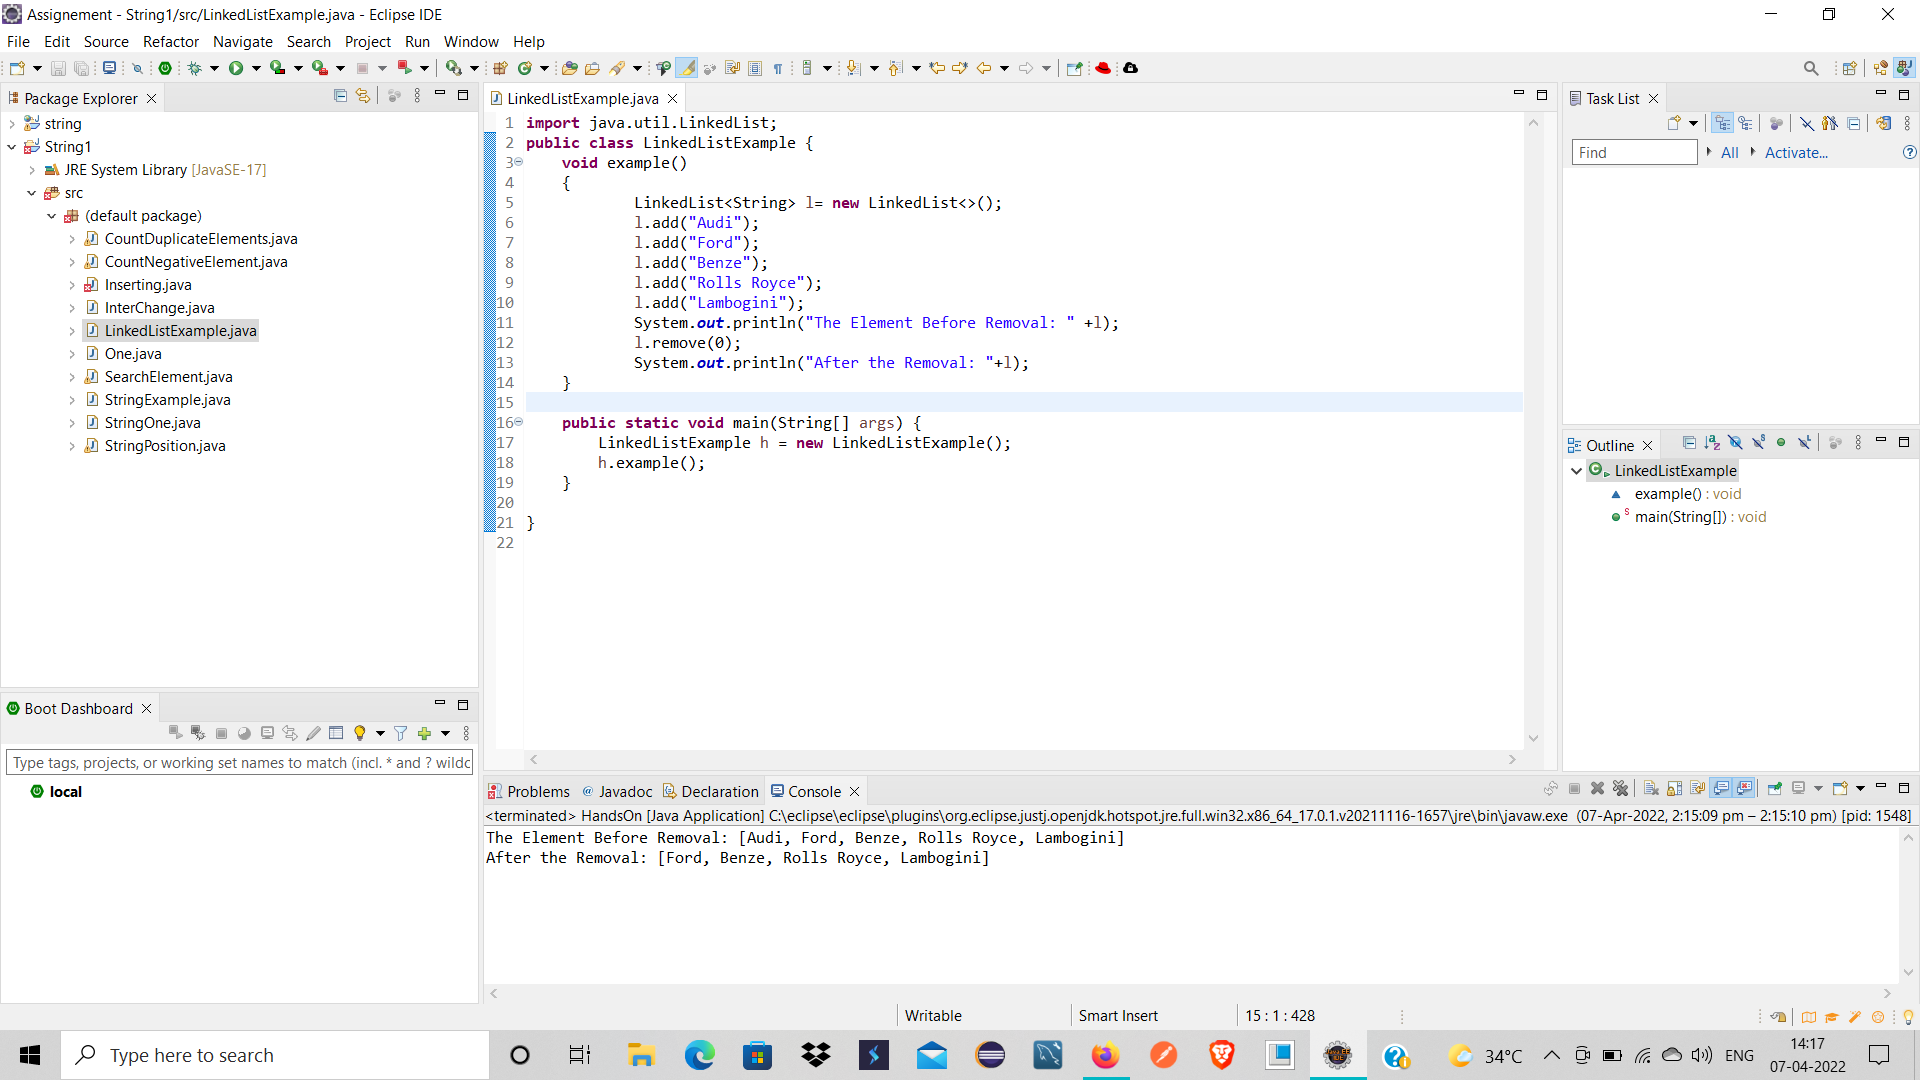 Assignement - String1/src/LinkedListExample.java - Eclipse IDE
File Edit Source Refactor Navigate Search Project Run Window Help
Package Explorer
string
String1
JRE System Library [JavaSE-17]
src
(default package)
CountDuplicateElements.java
CountNegativeElement.java
Inserting.java
InterChange.java
LinkedListExample.java
One.java
SearchElement.java
StringExample.java
StringOne.java
StringPosition.java
Boot Dashboard
Type tags, projects, or working set names to match (incl. * and ? wildc
local
LinkedListExample.java
1 import java.util.LinkedList;
2 public class LinkedListExample {
3 void example()
4 {
5 LinkedList<String> l= new LinkedList<>();
6 l.add("Audi");
7 l.add("Ford");
8 l.add("Benze");
9 l.add("Rolls Royce");
10 l.add("Lambogini");
11 System.out.println("The Element Before Removal: " +l);
12 l.remove(0);
13 System.out.println("After the Removal: "+l);
14 }
15
16 public static void main(String[] args) {
17 LinkedListExample h = new LinkedListExample();
18 h.example();
19 }
20
21 }
22
Task List
Find All Activate...
Outline
LinkedListExample
example() : void
main(String[]) : void
Problems Javadoc Declaration Console
<terminated> HandsOn [Java Application] C:\eclipse\eclipse\plugins\org.eclipse.justj.openjdk.hotspot.jre.full.win32.x86_64_17.0.1.v20211116-1657\jre\bin\javaw.exe (07-Apr-2022, 2:15:09 pm – 2:15:10 pm) [pid: 1548]
The Element Before Removal: [Audi, Ford, Benze, Rolls Royce, Lambogini]
After the Removal: [Ford, Benze, Rolls Royce, Lambogini]
Writable Smart Insert 15 : 1 : 428
Type here to search
34°C ENG
14:17
07-04-2022